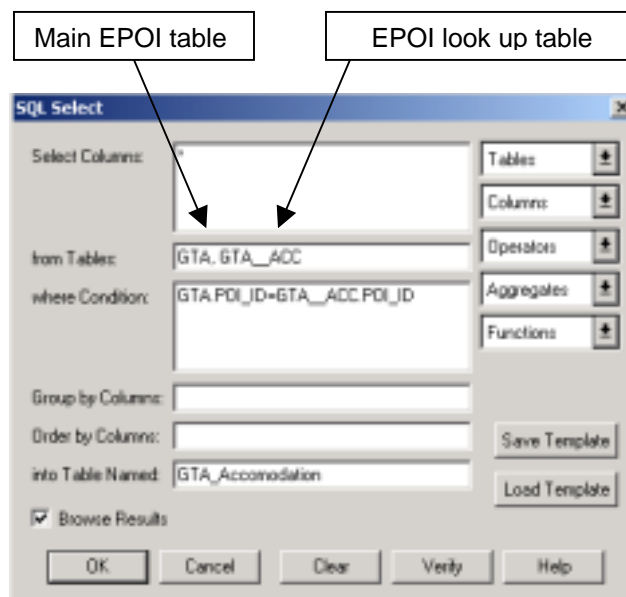 Main EPOI table
EPOI look up table
SQL Select
Select Columns:
*
Tables
Columns
from Tables:
GTA, GTA__ACC
Operators
where Condition:
GTA.POI_ID=GTA__ACC.POI_ID
Aggregates
Functions
Group by Columns:
Order by Columns:
Save Template
into Table Named:
GTA_Accomodation
Load Template
Browse Results
OK
Cancel
Clear
Verify
Help